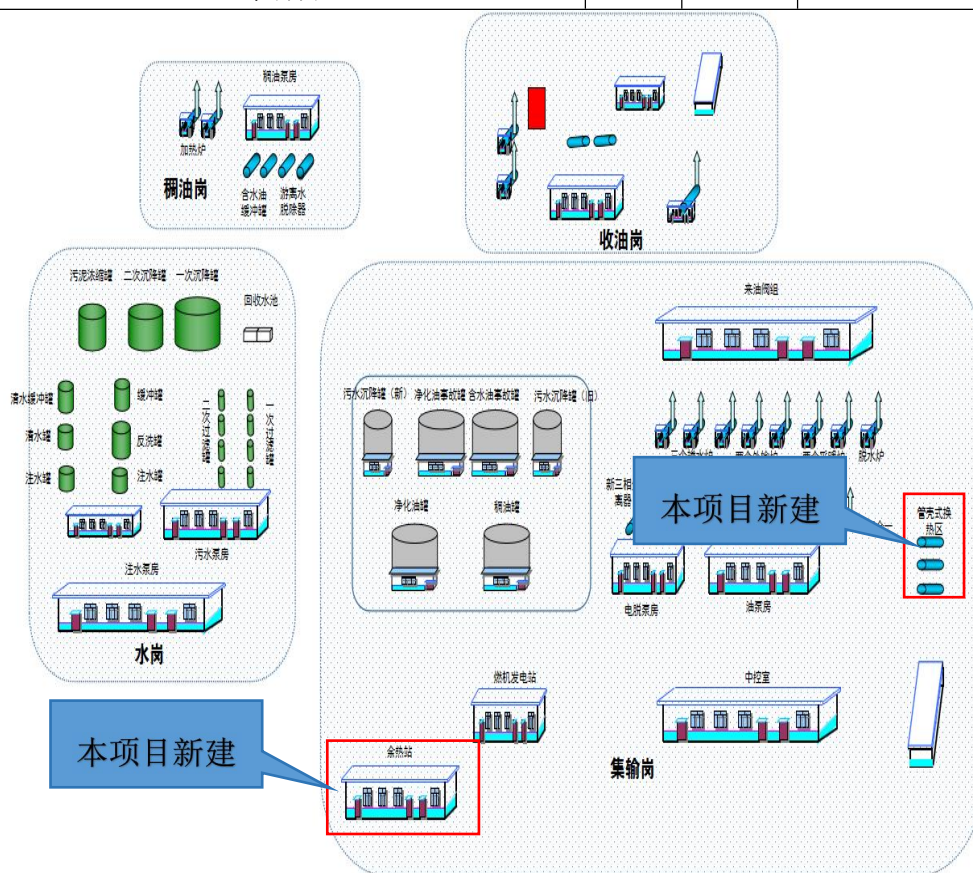 稠油泵房
加热炉
含水油
缓冲罐
游离水
脱除器
稠油岗
收油岗
污泥浓缩罐
二次沉降罐
一次沉降罐
回收水池
清水缓冲罐
缓冲罐
清水罐
反洗罐
注水罐
注水罐
二次过滤罐
一次过滤罐
污水泵房
注水泵房
水岗
来油阀组
污水沉降罐（新）
净化油事故罐
含水油事故罐
污水沉降罐（旧）
净化油罐
稠油罐
脱水炉
新三相
离器
本项目新建
管壳式换
热区
电脱泵房
油泵房
燃机发电站
中控室
本项目新建
余热站
集输岗